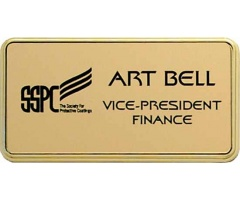 SSPC
The Society for
Protective Coatings
ART BELL
VICE-PRESIDENT
FINANCE